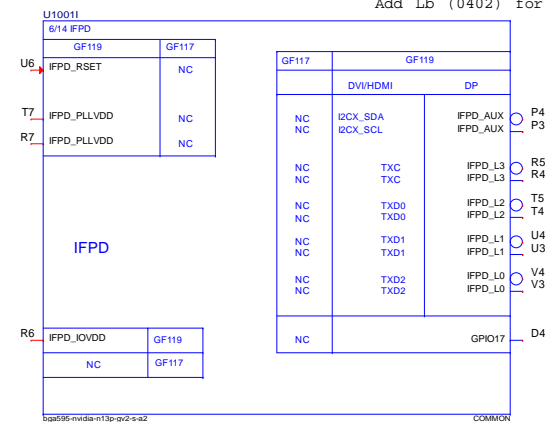 Add Lb (0402) for
U1001I
6/14 IFPD
GF119 GF117
U6 IFPD_RSET NC
T7 IFPD_PLLVDD NC
R7 IFPD_PLLVDD NC
GF117 GF119
DVI/HDMI DP
NC I2CX_SDA IFPD_AUX P4
NC I2CX_SCL IFPD_AUX P3
NC TXC IFPD_L3 R5
NC TXC IFPD_L3 R4
NC TXD0 IFPD_L2 T5
NC TXD0 IFPD_L2 T4
NC TXD1 IFPD_L1 U4
NC TXD1 IFPD_L1 U3
NC TXD2 IFPD_L0 V4
NC TXD2 IFPD_L0 V3
IFPD
R6 IFPD_IOVDD GF119
NC GF117
NC GPIO17 D4
bga595-nvidia-n13p-gv2-s-a2 COMMON